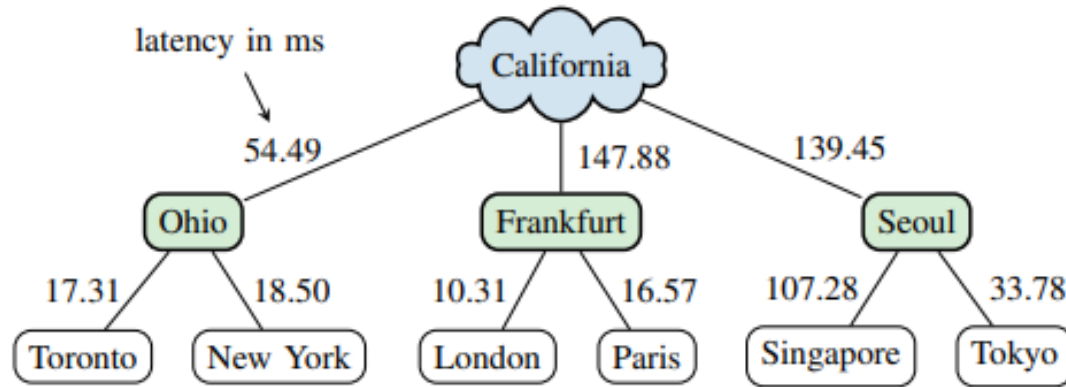 latency in ms
California
54.49
147.88
139.45
Ohio
Frankfurt
Seoul
17.31
18.50
10.31
16.57
107.28
33.78
Toronto
New York
London
Paris
Singapore
Tokyo